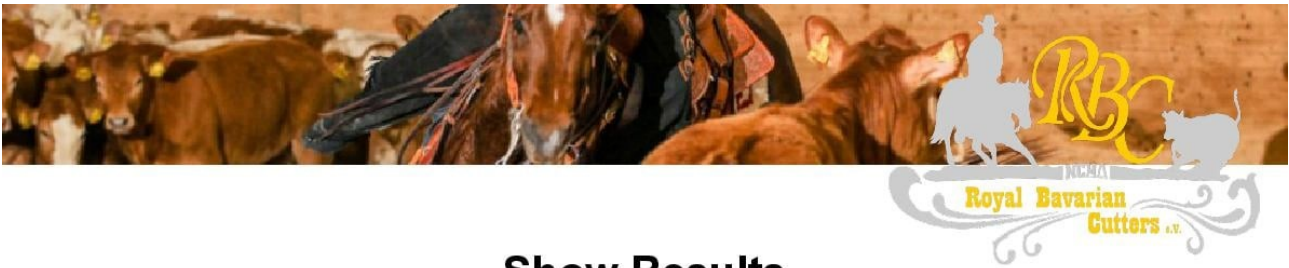 RBC
NCHA
Royal Bavarian
Cutters e.V.
Show Results